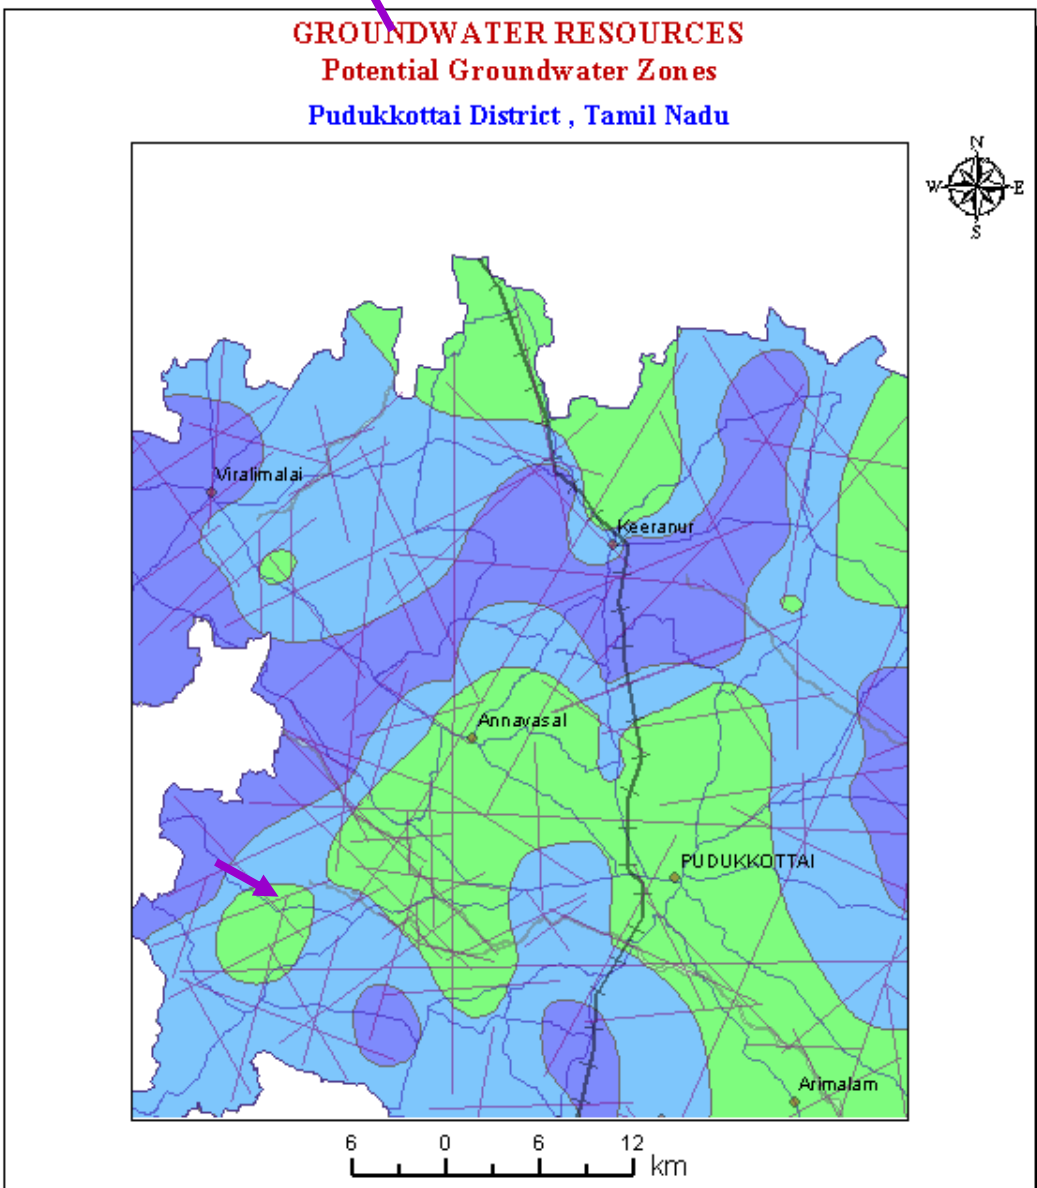 GROUNDWATER RESOURCES
Potential Groundwater Zones
Pudukkottai District , Tamil Nadu
N
W E
S
Viralimalai
Keeranur
Annavasal
PUDUKKOTTAI
Arimalam
6 0 6 12
km